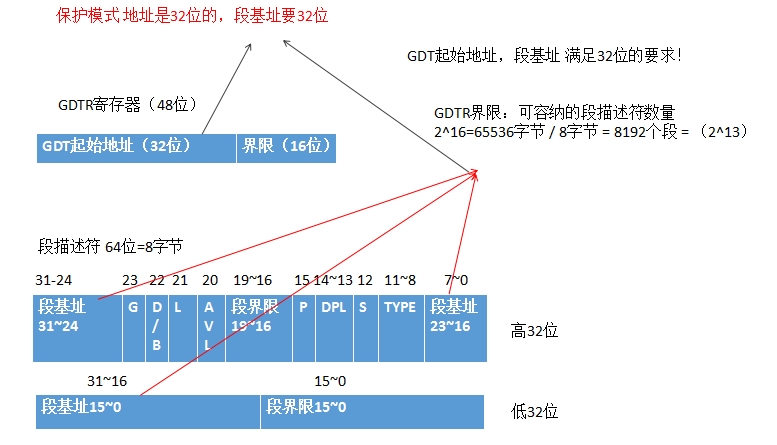 保护模式 地址是32位的，段基址要32位
GDT起始地址，段基址 满足32位的要求！
GDTR寄存器（48位）
GDTR界限：可容纳的段描述符数量
2^16=65536字节 / 8字节 = 8192个段 = （2^13）
GDT起始地址（32位） 界限（16位）
段描述符 64位=8字节
31-24 23 22 21 20 19~16 15 14~13 12 11~8 7~0
段基址 31~24 G D/B L AVL 段界限 19~16 P DPL S TYPE 段基址 23~16
高32位
31~16 15~0
段基址15~0 段界限15~0
低32位